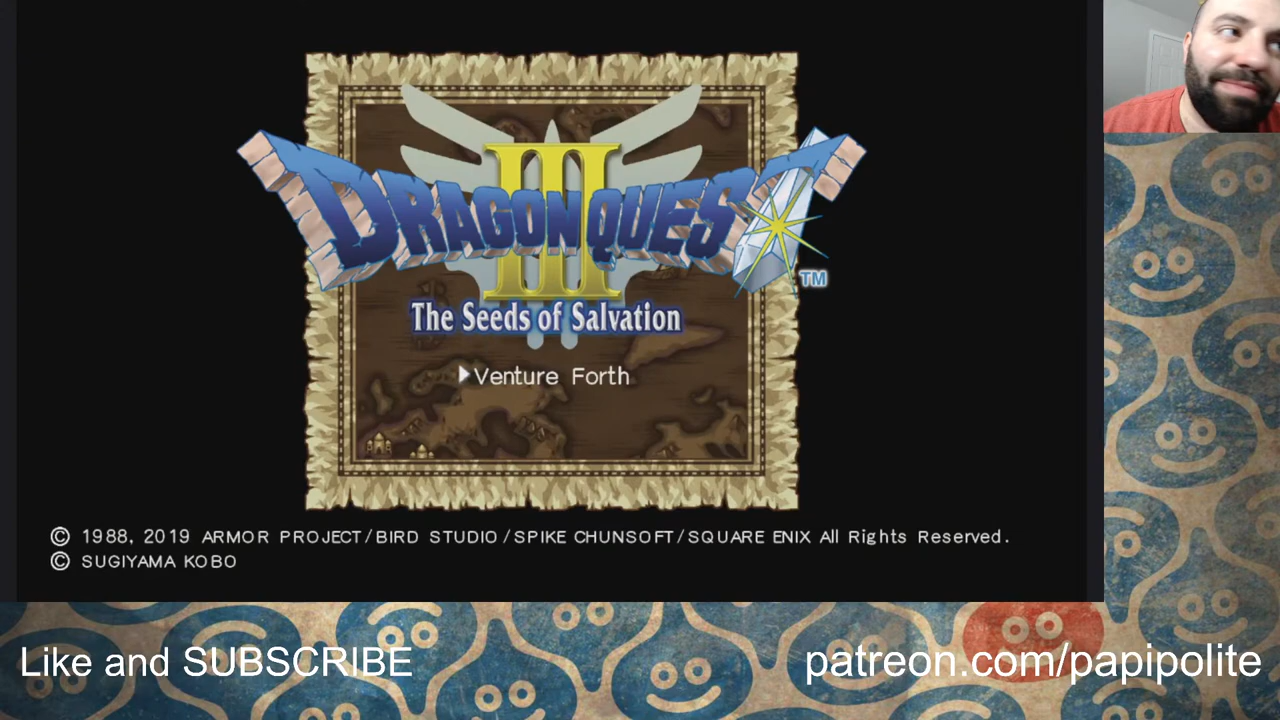 DRAGON QUEST
III
TM
The Seeds of Salvation
Venture Forth
© 1988, 2019 ARMOR PROJECT/BIRD STUDIO/SPIKE CHUNSOFT/SQUARE ENIX All Rights Reserved.
© SUGIYAMA KOBO
Like and SUBSCRIBE
patreon.com/papipolite